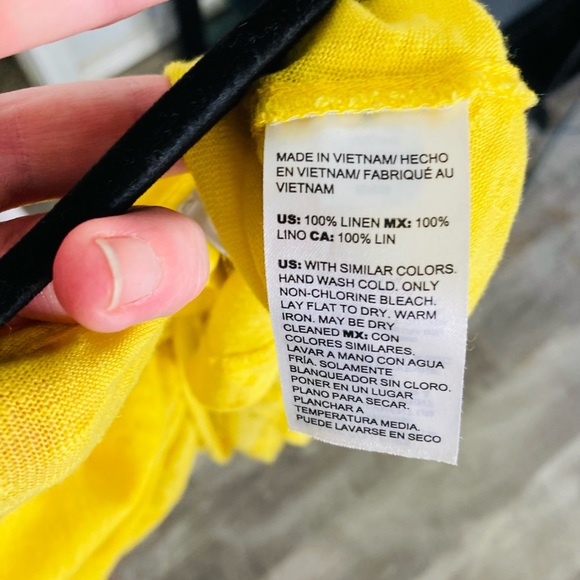 MADE IN VIETNAM/ HECHO
EN VIETNAM/ FABRIQUÉ AU
VIETNAM
US: 100% LINEN MX: 100%
LINO CA: 100% LIN
US: WITH SIMILAR COLORS.
HAND WASH COLD. ONLY
NON-CHLORINE BLEACH.
LAY FLAT TO DRY. WARM
IRON. MAY BE DRY
CLEANED MX: CON
COLORES SIMILARES.
LAVAR A MANO CON AGUA
FRÍA. SOLAMENTE
BLANQUEADOR SIN CLORO.
PONER EN UN LUGAR
PLANO PARA SECAR.
PLANCHAR A
TEMPERATURA MEDIA.
PUEDE LAVARSE EN SECO